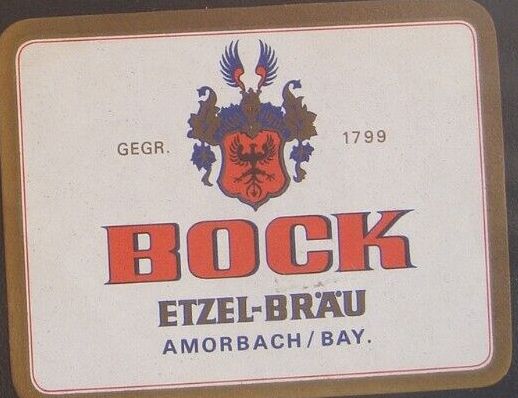 GEGR. 1799
BOCK
ETZEL-BRÄU
AMORBACH/BAY.